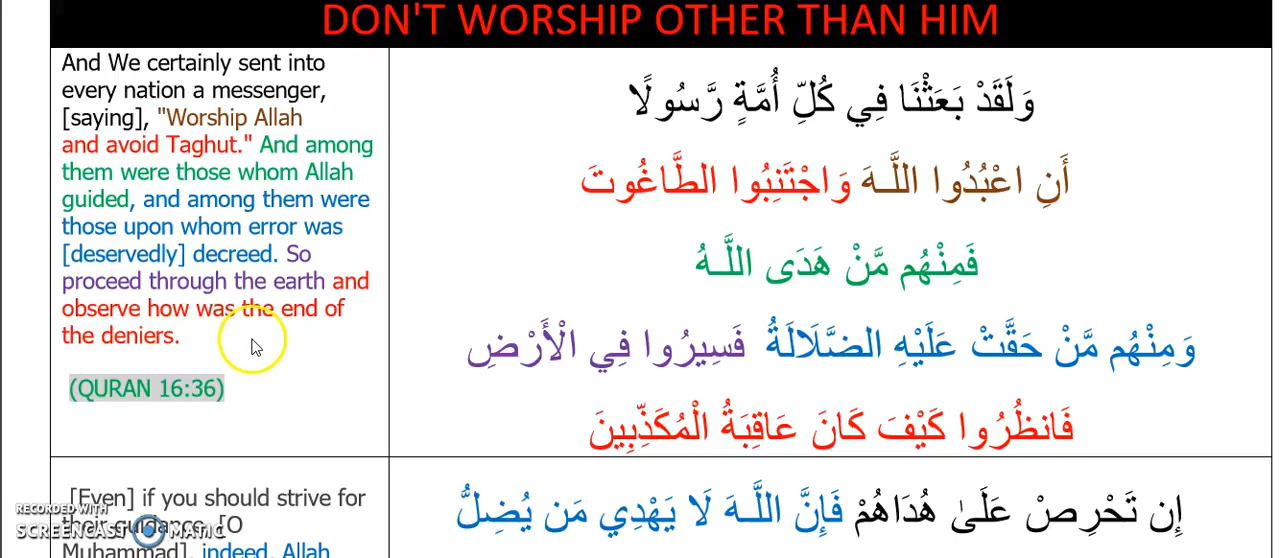 DON'T WORSHIP OTHER THAN HIM
And We certainly sent into
every nation a messenger,
[saying], "Worship Allah
and avoid Taghut." And among
them were those whom Allah
guided, and among them were
those upon whom error was
[deservedly] decreed. So
proceed through the earth and
observe how was the end of
the deniers.
(QURAN 16:36)
وَلَقَدْ بَعَثْنَا فِي كُلِّ أُمَّةٍ رَّسُولًا
أَنِ اعْبُدُوا اللَّـهَ وَاجْتَنِبُوا الطَّاغُوتَ
فَمِنْهُم مَّنْ هَدَى اللَّـهُ
وَمِنْهُم مَّنْ حَقَّتْ عَلَيْهِ الضَّلَالَةُ فَسِيرُوا فِي الْأَرْضِ
فَانظُرُوا كَيْفَ كَانَ عَاقِبَةُ الْمُكَذِّبِينَ
[Even] if you should strive for
their guidance, [O
Muhammad], indeed, Allah
إِن تَحْرِصْ عَلَىٰ هُدَاهُمْ فَإِنَّ اللَّـهَ لَا يَهْدِي مَن يُضِلُّ
RECORDED WITH
SCREENCAST MATIC